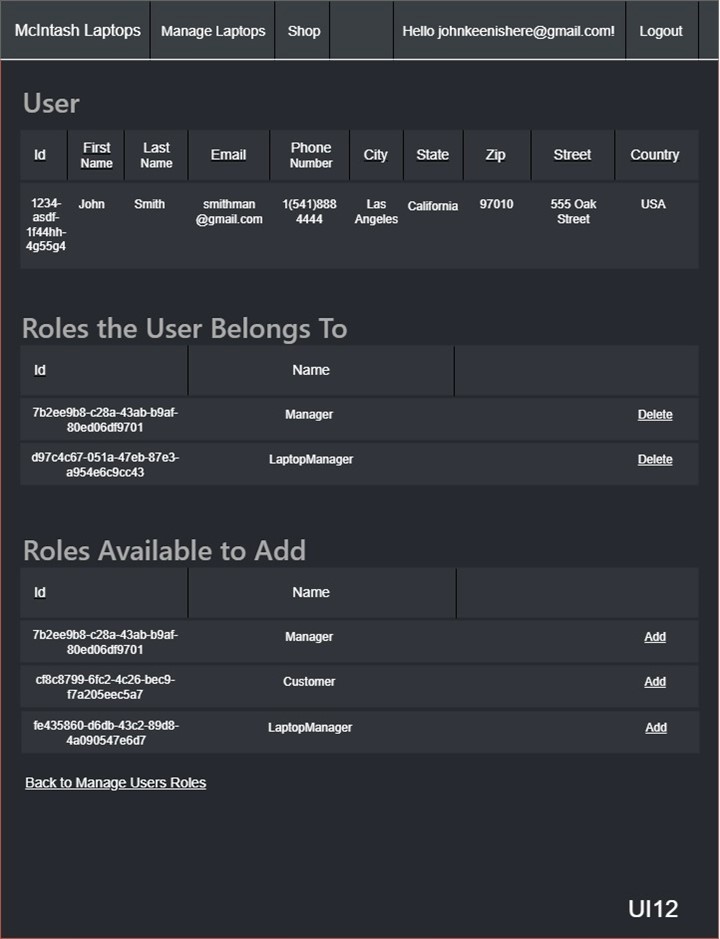 McIntash Laptops Manage Laptops Shop Hello johnkeenishere@gmail.com! Logout
User
Id First Name Last Name Email Phone Number City State Zip Street Country
1234-asdf-1f44hh-4g55g4 John Smith smithman@gmail.com 1(541)888 4444 Las Angeles California 97010 555 Oak Street USA
Roles the User Belongs To
Id Name
7b2ee9b8-c28a-43ab-b9af-80ed06df9701 Manager Delete
d97c4c67-051a-47eb-87e3-a954e6c9cc43 LaptopManager Delete
Roles Available to Add
Id Name
7b2ee9b8-c28a-43ab-b9af-80ed06df9701 Manager Add
cf8c8799-6fc2-4c26-bec9-f7a205eec5a7 Customer Add
fe435860-d6db-43c2-89d8-4a090547e6d7 LaptopManager Add
Back to Manage Users Roles
UI12